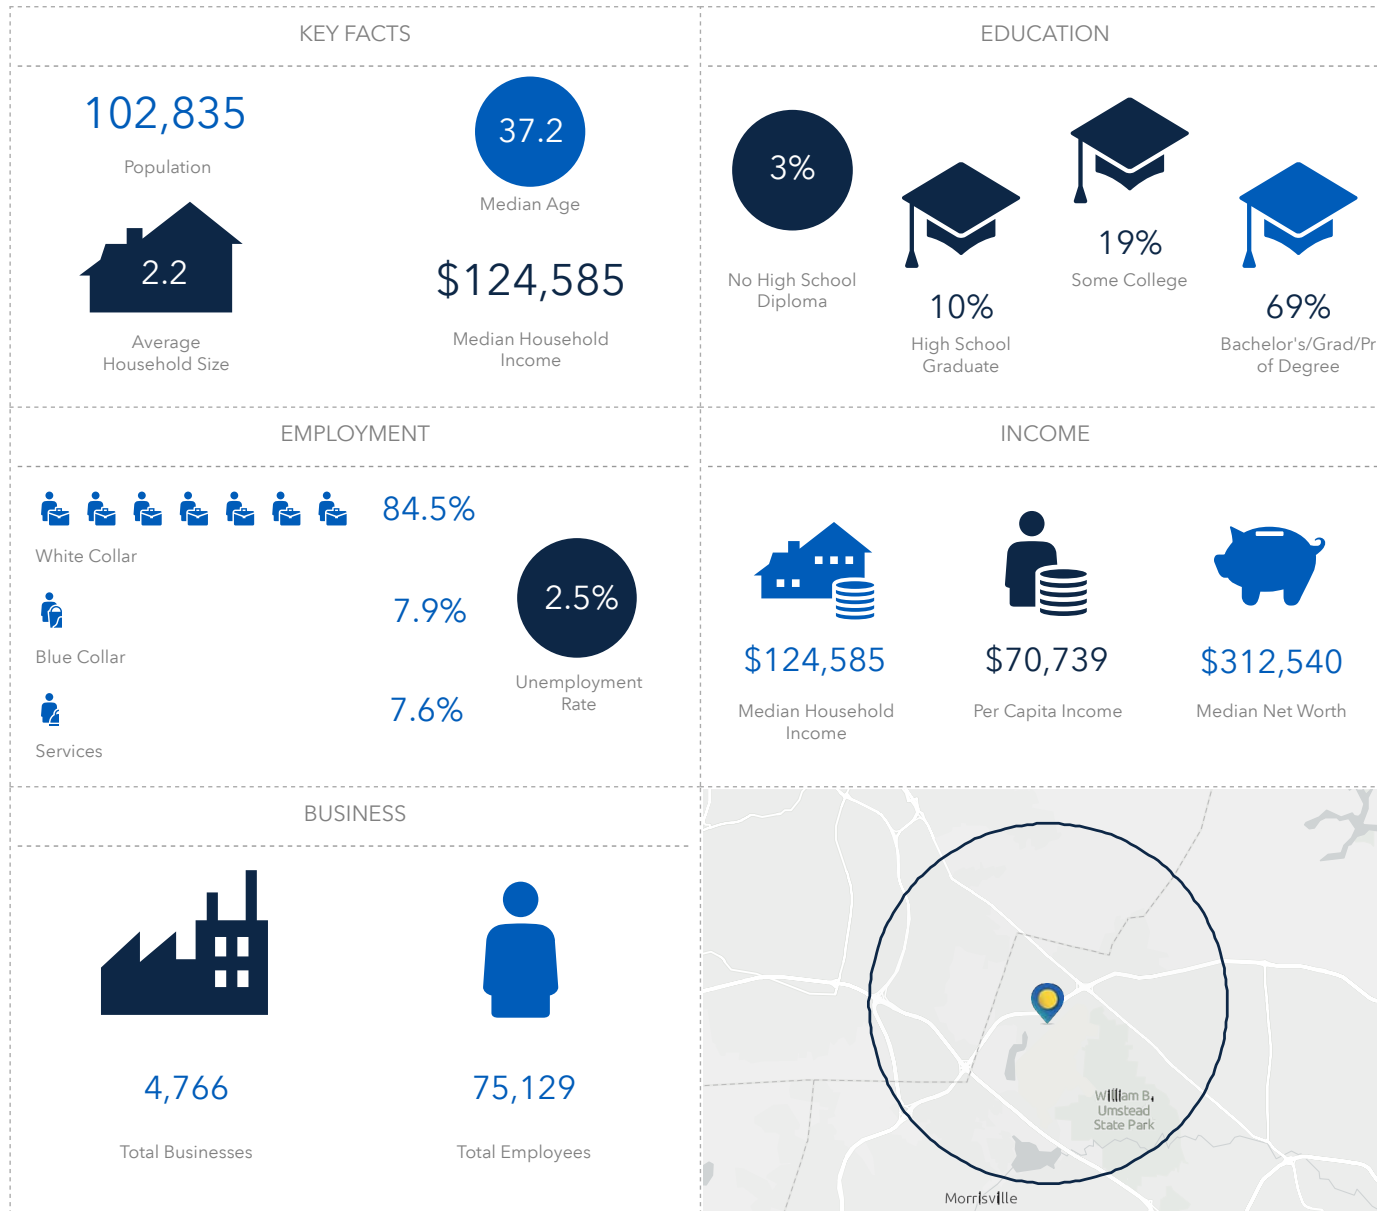 KEY FACTS
102,835
Population
37.2
Median Age
2.2
Average
Household Size
$124,585
Median Household
Income
EDUCATION
3%
No High School
Diploma
10%
High School
Graduate
19%
Some College
69%
Bachelor's/Grad/Pr
of Degree
EMPLOYMENT
84.5%
White Collar
7.9%
Blue Collar
7.6%
Services
2.5%
Unemployment
Rate
INCOME
$124,585
Median Household
Income
$70,739
Per Capita Income
$312,540
Median Net Worth
BUSINESS
4,766
Total Businesses
75,129
Total Employees
William B.
Umstead
State Park
Morrisville